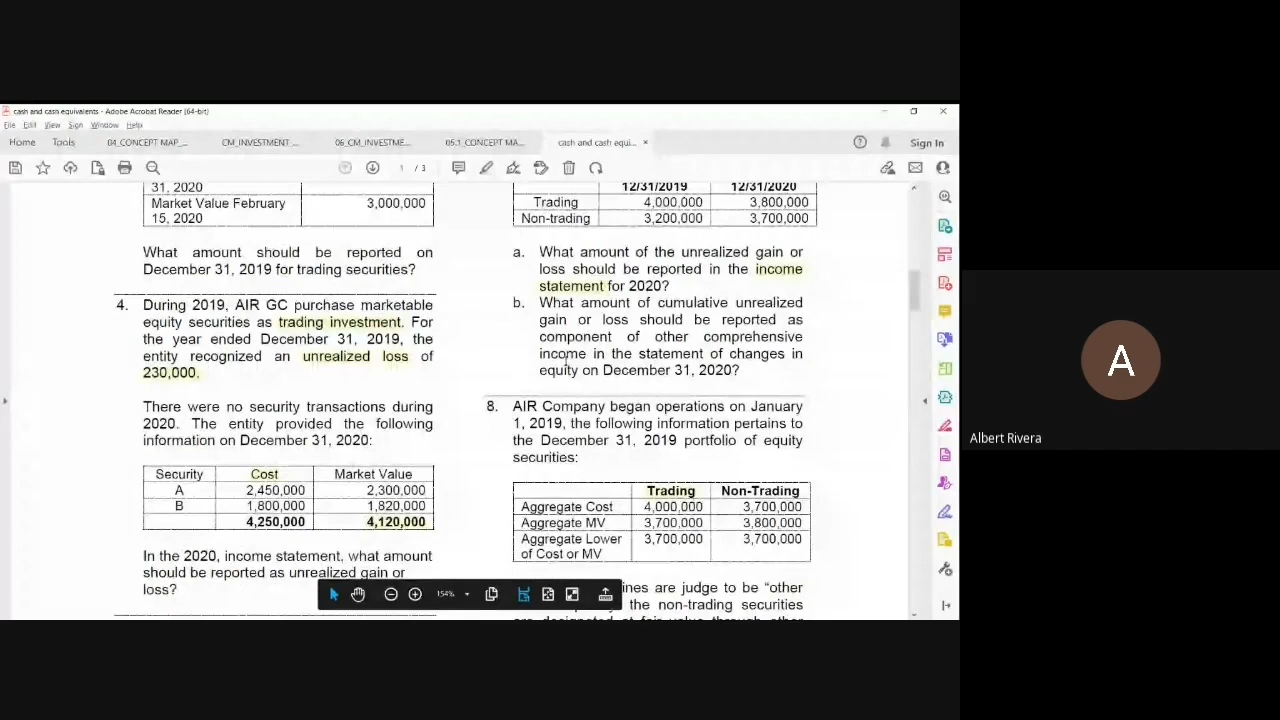 cash and cash equivalents - Adobe Acrobat Reader (64-bit)
File Edit View Sign Window Help
Home Tools 04_CONCEPT MAP_... CM_INVESTMENT_... 06_CM_INVESTME... 05.1_CONCEPT MA... cash and cash equi... × Sign In
1 / 3
31, 2020
Market Value February 15, 2020 3,000,000
What amount should be reported on
December 31, 2019 for trading securities?
4. During 2019, AIR GC purchase marketable
equity securities as trading investment. For
the year ended December 31, 2019, the
entity recognized an unrealized loss of
230,000.
There were no security transactions during
2020. The entity provided the following
information on December 31, 2020:
Security Cost Market Value
A 2,450,000 2,300,000
B 1,800,000 1,820,000
4,250,000 4,120,000
In the 2020, income statement, what amount
should be reported as unrealized gain or
loss?
12/31/2019 12/31/2020
Trading 4,000,000 3,800,000
Non-trading 3,200,000 3,700,000
a. What amount of the unrealized gain or
loss should be reported in the income
statement for 2020?
b. What amount of cumulative unrealized
gain or loss should be reported as
component of other comprehensive
income in the statement of changes in
equity on December 31, 2020?
8. AIR Company began operations on January
1, 2019, the following information pertains to
the December 31, 2019 portfolio of equity
securities:
Trading Non-Trading
Aggregate Cost 4,000,000 3,700,000
Aggregate MV 3,700,000 3,800,000
Aggregate Lower 3,700,000 3,700,000
of Cost or MV
ines are judge to be "other
the non-trading securities
154%
A
Albert Rivera